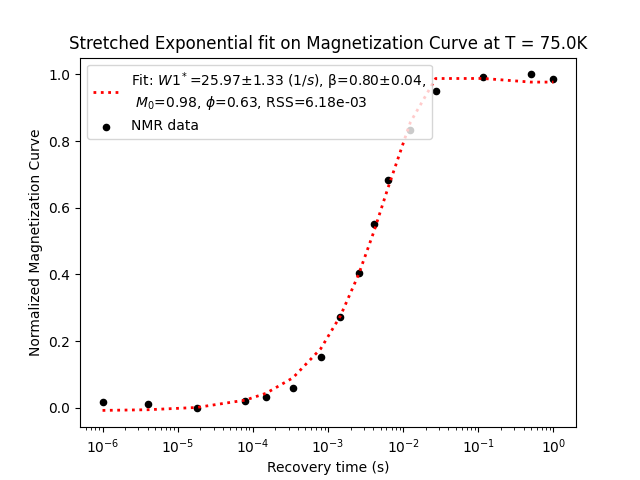 Stretched Exponential fit on Magnetization Curve at T = 75.0K
Fit: W1*=25.97±1.33 (1/s), β=0.80±0.04,
M₀=0.98, ϕ=0.63, RSS=6.18e-03
NMR data
Normalized Magnetization Curve
1.0
0.8
0.6
0.4
0.2
0.0
10⁻⁶ 10⁻⁵ 10⁻⁴ 10⁻³ 10⁻² 10⁻¹ 10⁰
Recovery time (s)